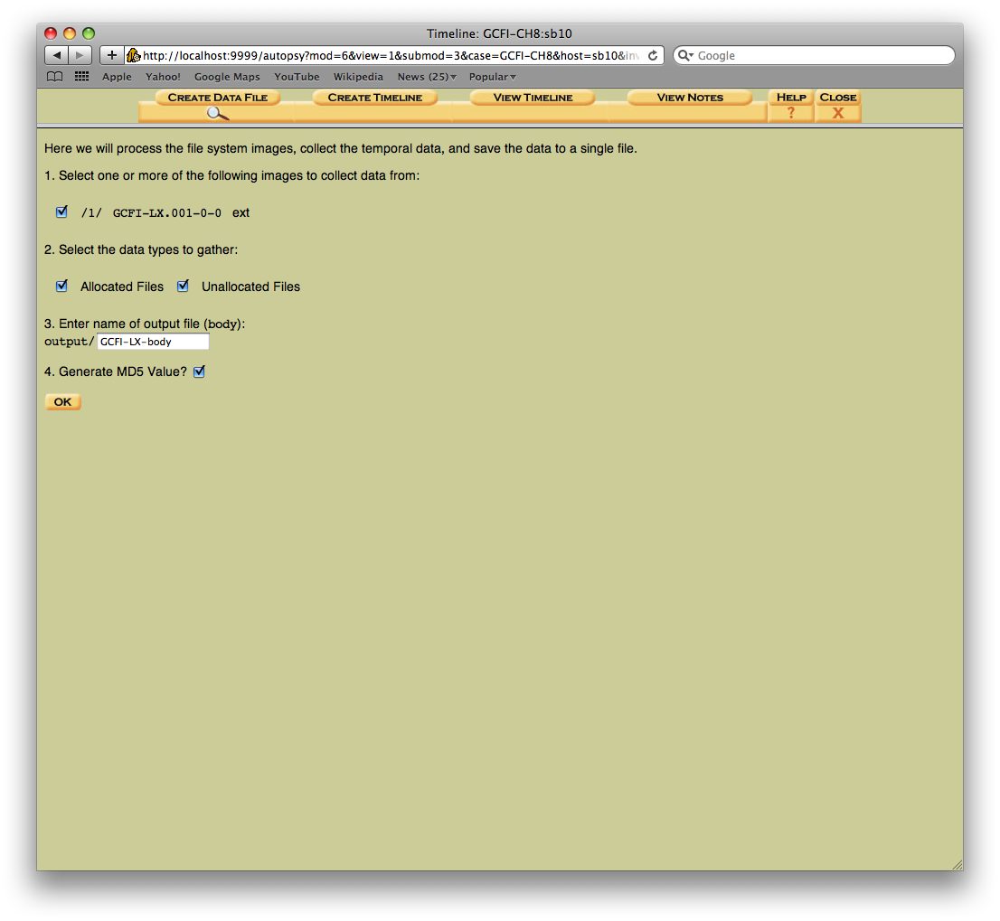 Timeline: GCFI-CH8:sb10
http://localhost:9999/autopsy?mod=6&view=1&submod=3&case=GCFI-CH8&host=sb10&inv
Google
Apple Yahoo! Google Maps YouTube Wikipedia News (25)▾ Popular▾
CREATE DATA FILE CREATE TIMELINE VIEW TIMELINE VIEW NOTES HELP CLOSE
? X
Here we will process the file system images, collect the temporal data, and save the data to a single file.
1. Select one or more of the following images to collect data from:
/1/ GCFI-LX.001-0-0 ext
2. Select the data types to gather:
Allocated Files Unallocated Files
3. Enter name of output file (body):
output/ GCFI-LX-body
4. Generate MD5 Value?
OK